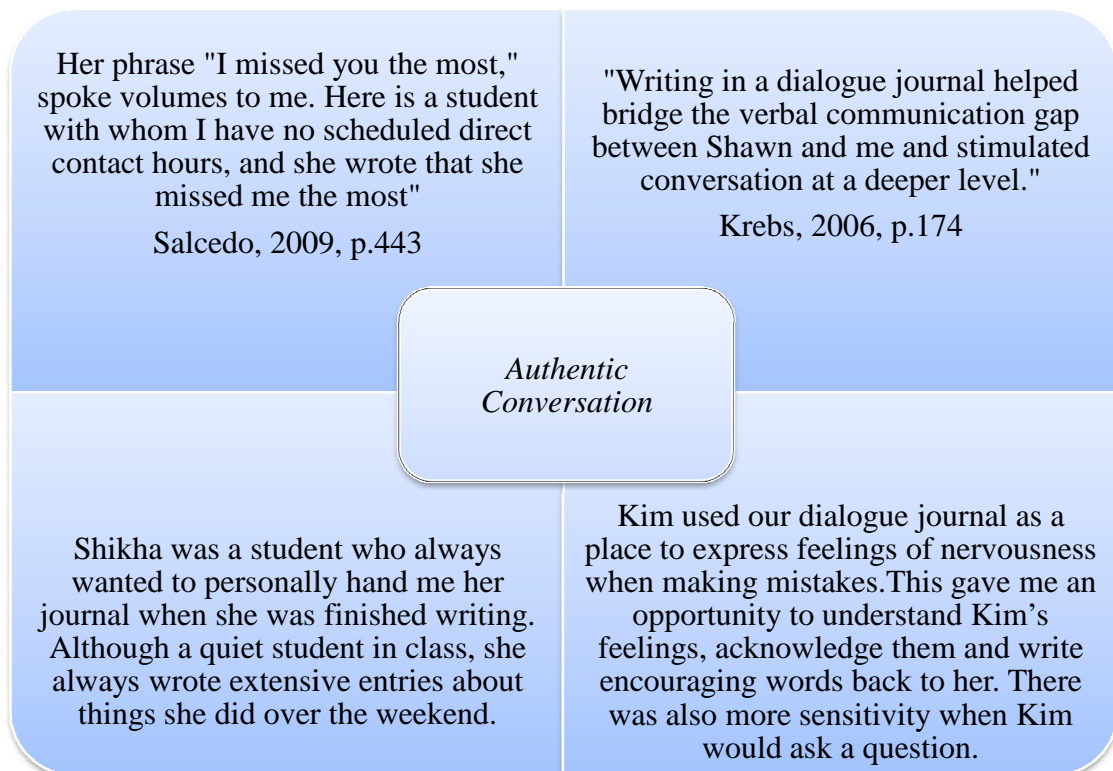 Her phrase "I missed you the most,"
spoke volumes to me. Here is a student
with whom I have no scheduled direct
contact hours, and she wrote that she
missed me the most"
Salcedo, 2009, p.443
"Writing in a dialogue journal helped
bridge the verbal communication gap
between Shawn and me and stimulated
conversation at a deeper level."
Krebs, 2006, p.174
Authentic
Conversation
Shikha was a student who always
wanted to personally hand me her
journal when she was finished writing.
Although a quiet student in class, she
always wrote extensive entries about
things she did over the weekend.
Kim used our dialogue journal as a
place to express feelings of nervousness
when making mistakes.This gave me an
opportunity to understand Kim’s
feelings, acknowledge them and write
encouraging words back to her. There
was also more sensitivity when Kim
would ask a question.